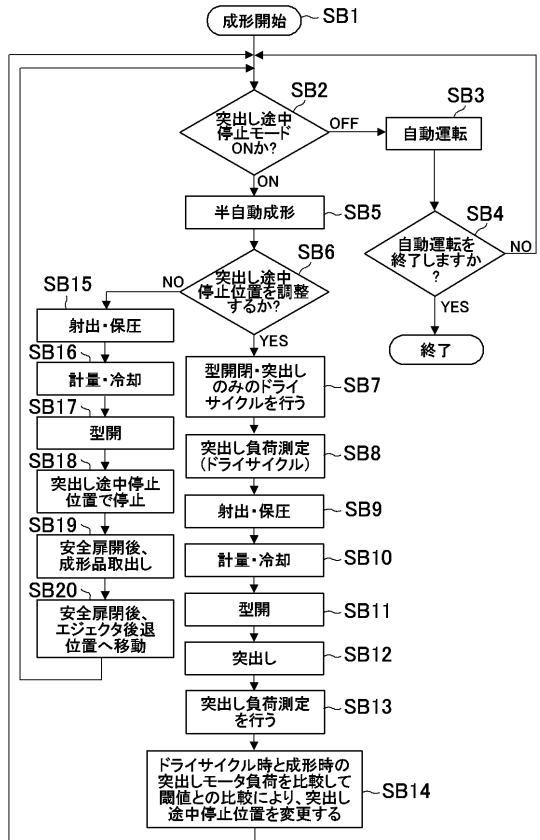 成形開始
SB1
SB2
突出し途中
停止モード
ONか?
OFF
SB3
自動運転
ON
半自動成形
SB5
SB4
自動運転を
終了しますか
?
NO
YES
終了
SB6
突出し途中
停止位置を調整
するか?
NO
YES
SB15
射出・保圧
SB16
計量・冷却
SB17
型開
SB18
突出し途中停止
位置で停止
SB19
安全扉開後、
成形品取出し
SB20
安全扉閉後、
エジェクタ後退
位置へ移動
型開閉・突出し
のみのドライ
サイクルを行う
SB7
突出し負荷測定
(ドライサイクル)
SB8
射出・保圧
SB9
計量・冷却
SB10
型開
SB11
突出し
SB12
突出し負荷測定
を行う
SB13
ドライサイクル時と成形時の
突出しモータ負荷を比較して
閾値との比較により、突出し
途中停止位置を変更する
SB14